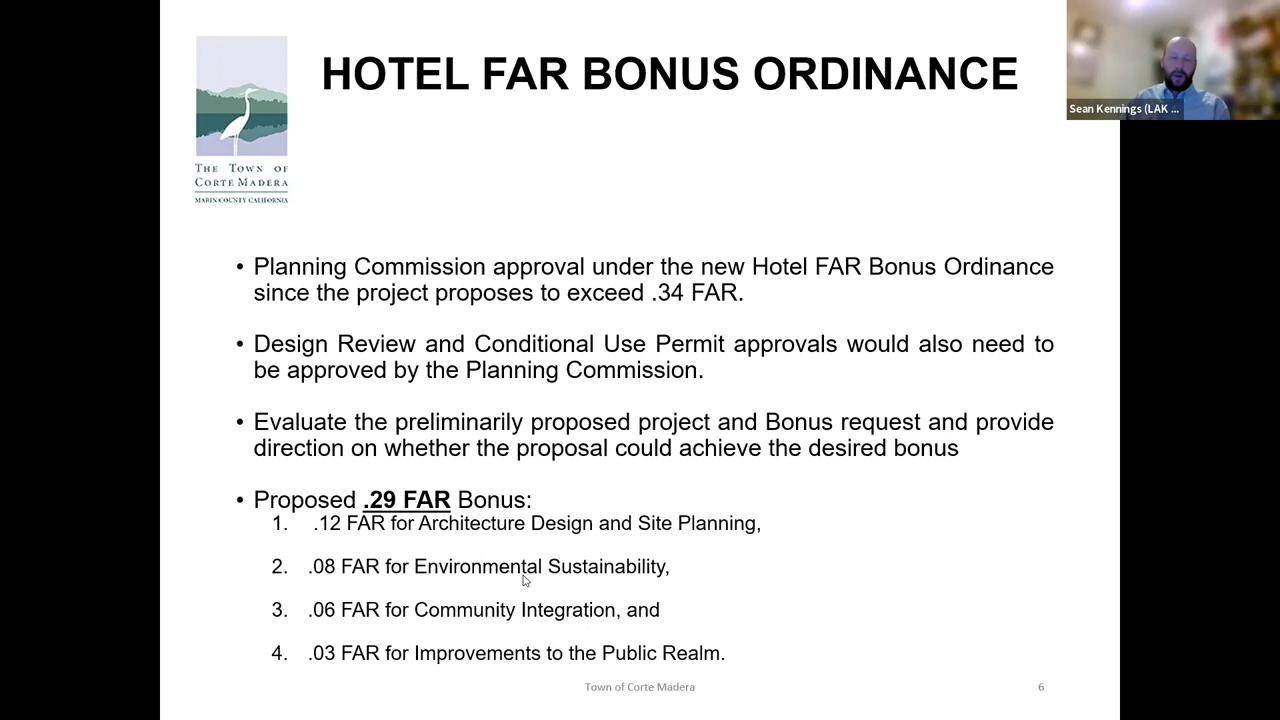 HOTEL FAR BONUS ORDINANCE
Sean Kennings (LAK ...
THE TOWN OF
CORTE MADERA
MARIN COUNTY CALIFORNIA
• Planning Commission approval under the new Hotel FAR Bonus Ordinance
since the project proposes to exceed .34 FAR.
• Design Review and Conditional Use Permit approvals would also need to
be approved by the Planning Commission.
• Evaluate the preliminarily proposed project and Bonus request and provide
direction on whether the proposal could achieve the desired bonus
• Proposed .29 FAR Bonus:
1. .12 FAR for Architecture Design and Site Planning,
2. .08 FAR for Environmental Sustainability,
3. .06 FAR for Community Integration, and
4. .03 FAR for Improvements to the Public Realm.
Town of Corte Madera
6